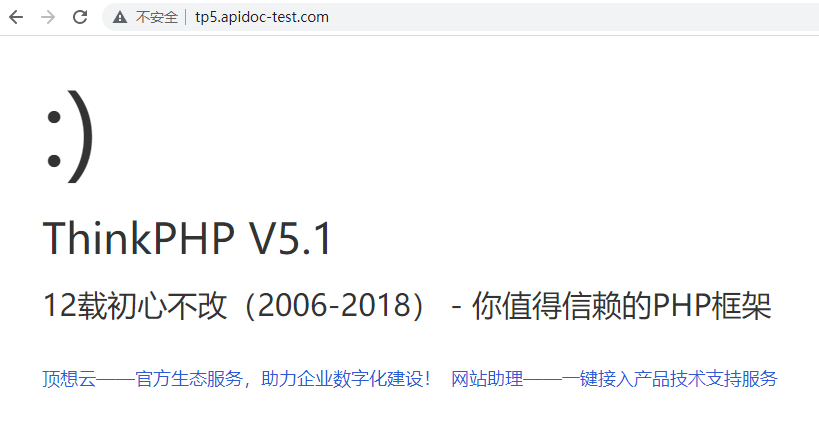 不安全 | tp5.apidoc-test.com
:)
ThinkPHP V5.1
12载初心不改（2006-2018） - 你值得信赖的PHP框架
顶想云——官方生态服务，助力企业数字化建设！ 网站助理——一键接入产品技术支持服务